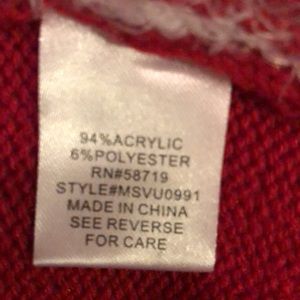 94%ACRYLIC
6%POLYESTER
RN#58719
STYLE#MSVU0991
MADE IN CHINA
SEE REVERSE
FOR CARE